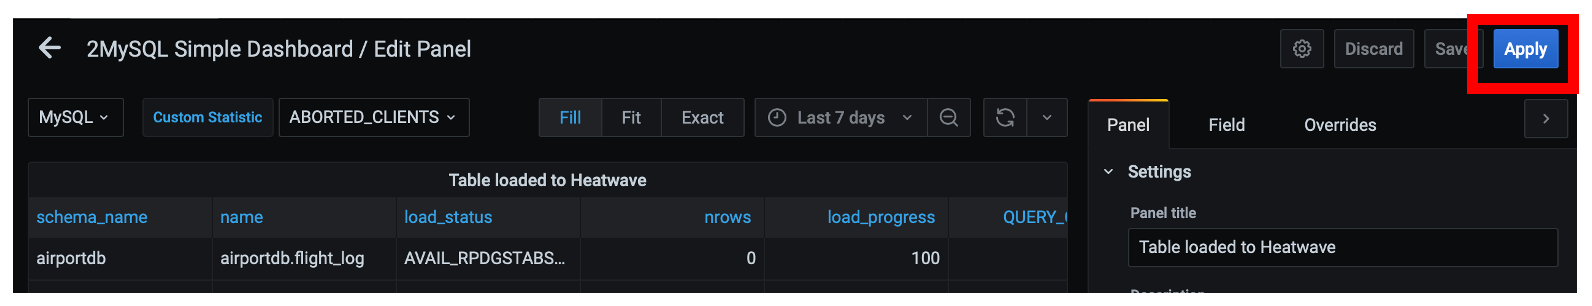 2MySQL Simple Dashboard / Edit Panel
Discard
Save
Apply
MySQL
Custom Statistic
ABORTED_CLIENTS
Fill
Fit
Exact
Last 7 days
Panel
Field
Overrides
Table loaded to Heatwave
schema_name name load_status nrows load_progress QUERY_
airportdb airportdb.flight_log AVAIL_RPDGSTABS... 0 100
Settings
Panel title
Table loaded to Heatwave
Description